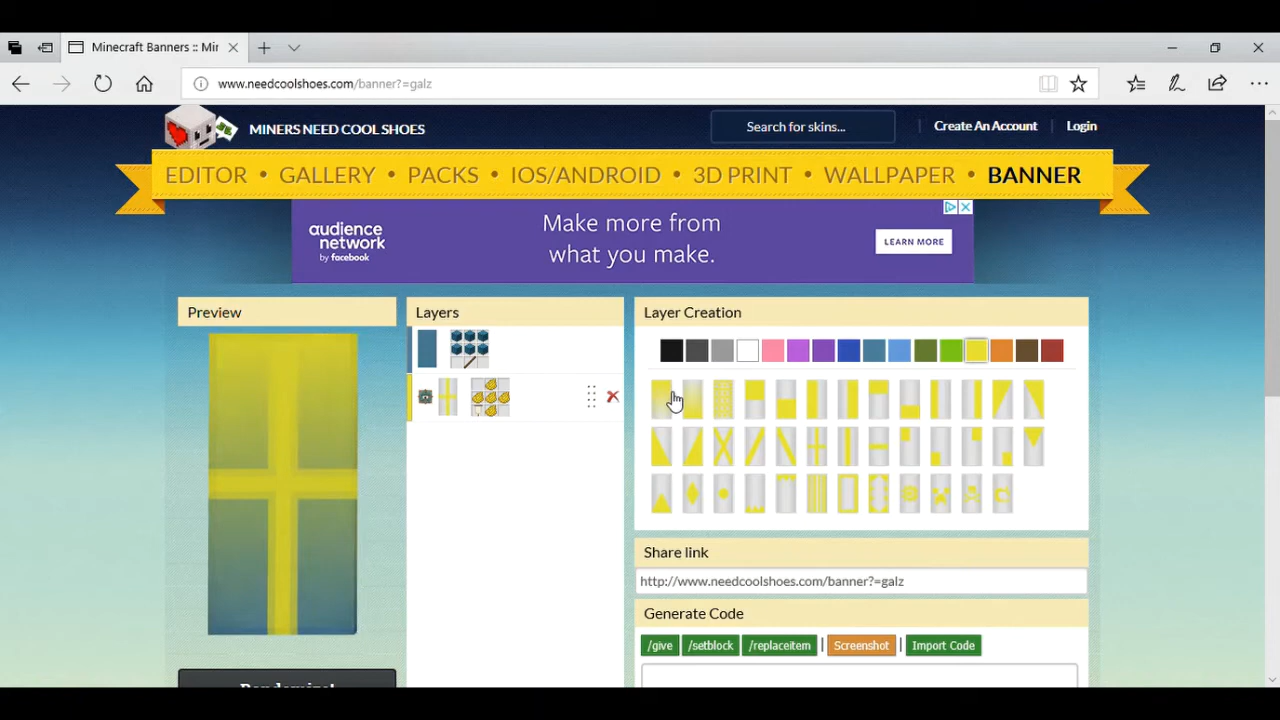 Minecraft Banners :: Mir
www.needcoolshoes.com/banner?=galz
MINERS NEED COOL SHOES
Search for skins...
Create An Account
Login
EDITOR • GALLERY • PACKS • IOS/ANDROID • 3D PRINT • WALLPAPER • BANNER
audience
network
by facebook
Make more from
what you make.
LEARN MORE
Preview
Layers
Layer Creation
Share link
http://www.needcoolshoes.com/banner?=galz
Generate Code
/give
/setblock
/replaceitem
Screenshot
Import Code
Randomize!